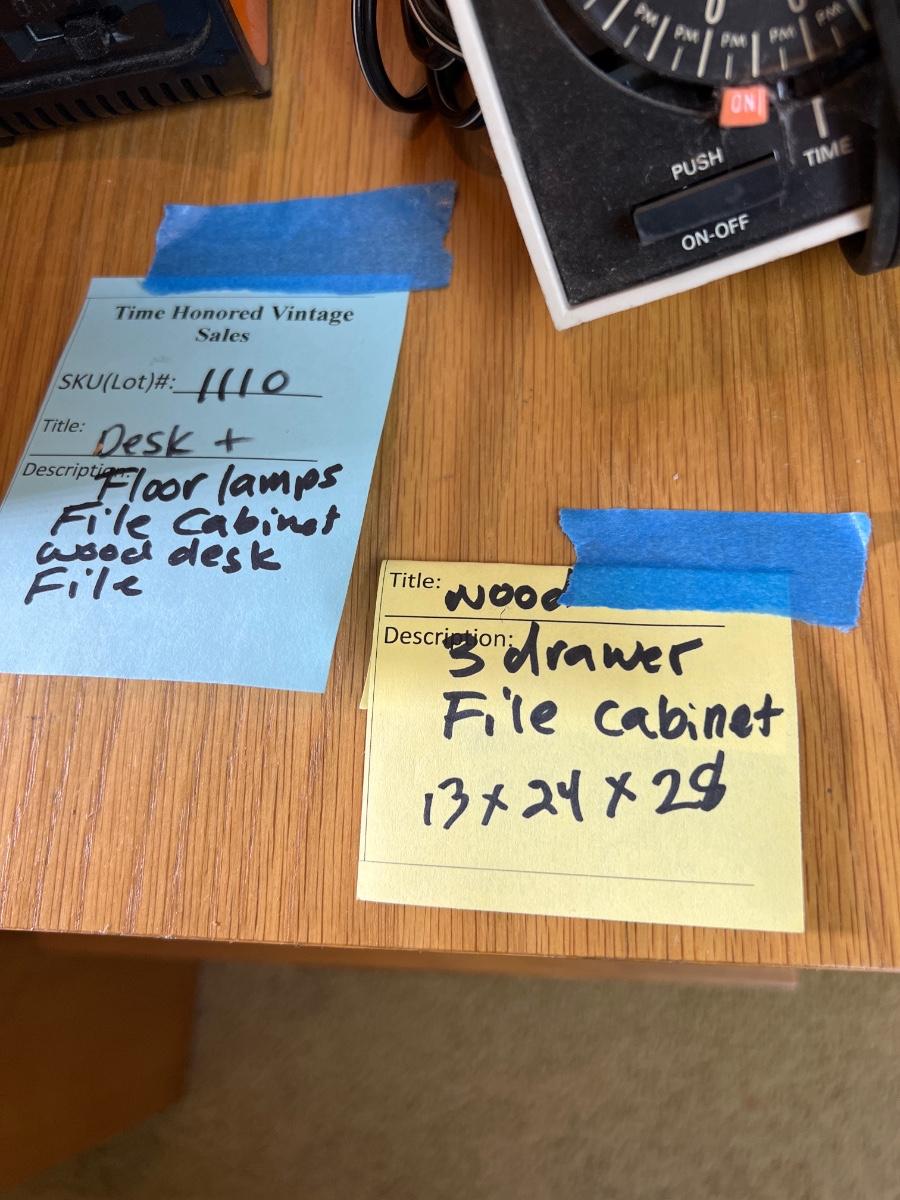 PM PM PM PM
ON
PUSH
TIME
ON-OFF
Time Honored Vintage
Sales
SKU(Lot)#: 1110
Title: Desk +
Description:
Floor lamps
File Cabinet
wood desk
File
Title: wood
Description:
3 drawer
File cabinet
13 x 24 x 28